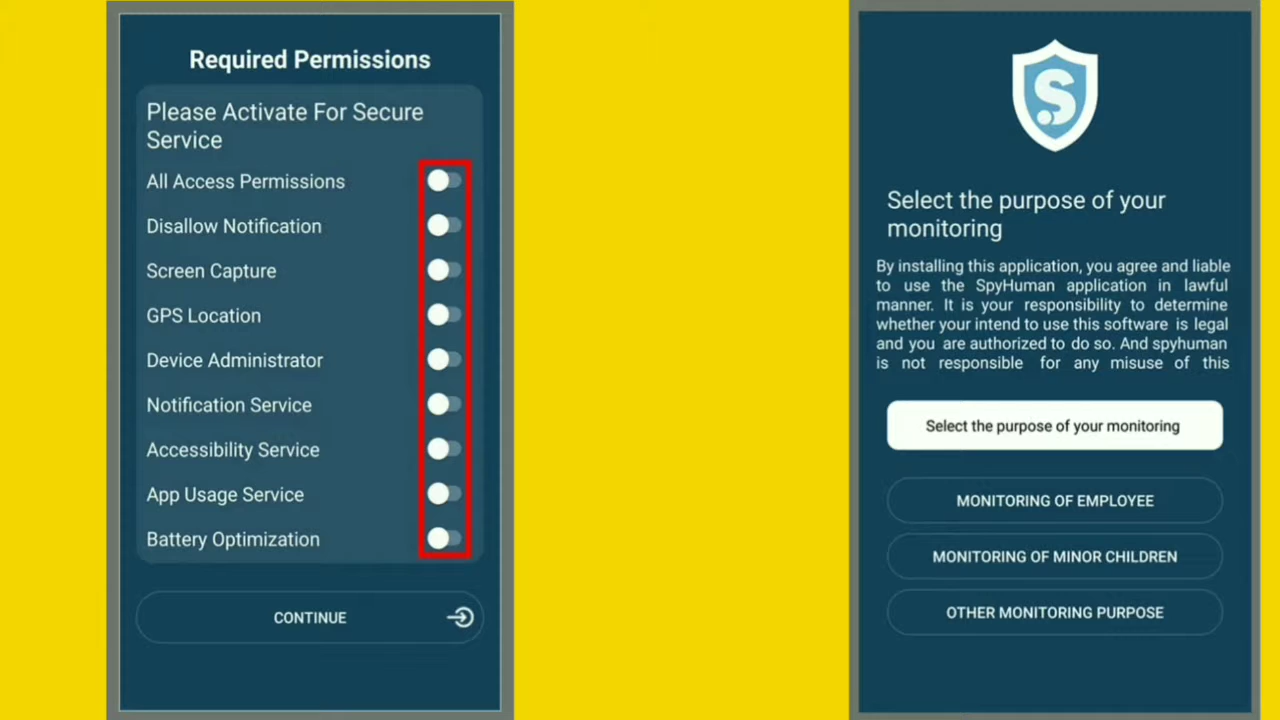 Required Permissions
Please Activate For Secure
Service
All Access Permissions
Disallow Notification
Screen Capture
GPS Location
Device Administrator
Notification Service
Accessibility Service
App Usage Service
Battery Optimization
CONTINUE
S
Select the purpose of your
monitoring
By installing this application, you agree and liable
to use the SpyHuman application in lawful
manner. It is your responsibility to determine
whether your intend to use this software is legal
and you are authorized to do so. And spyhuman
is not responsible for any misuse of this
Select the purpose of your monitoring
MONITORING OF EMPLOYEE
MONITORING OF MINOR CHILDREN
OTHER MONITORING PURPOSE